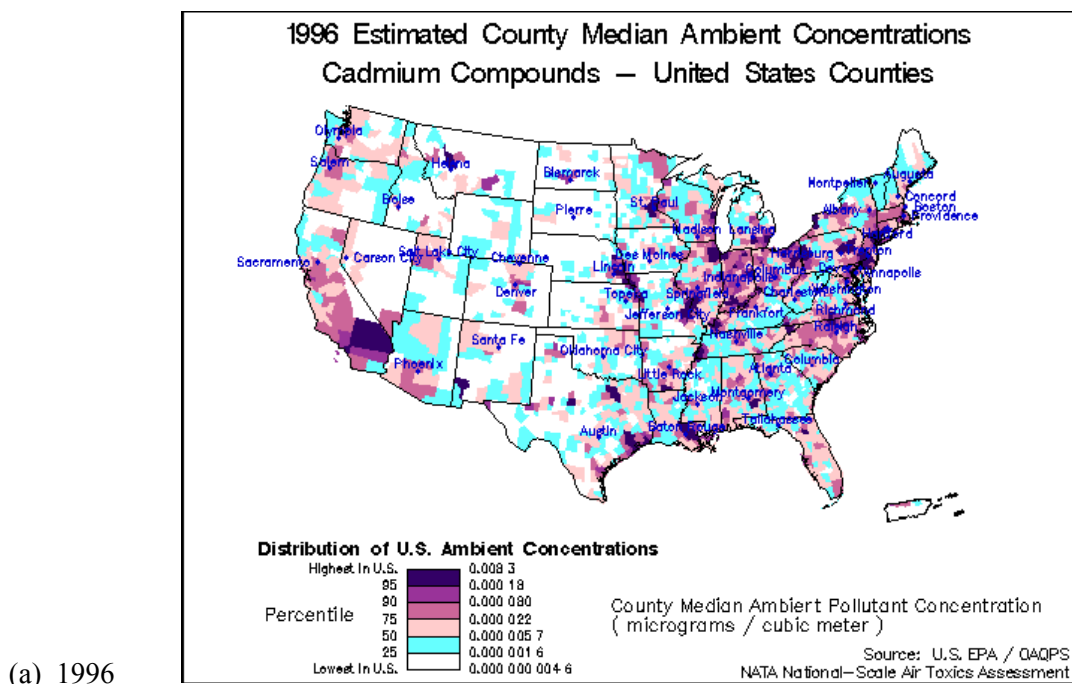 1996 Estimated County Median Ambient Concentrations
Cadmium Compounds – United States Counties
Olympia
Salem
Helena
Boise
Bismarck
Pierre
St. Paul
Montpelier
Augusta
Concord
Boston
Albany
Providence
Madison
Lansing
Salt Lake City
Cheyenne
Des Moines
Lincoln
Harrisburg
Columbus
Indianapolis
Annapolis
Carson City
Sacramento
Denver
Topeka
Springfield
Charleston
Washington
Jefferson City
Frankfort
Richmond
Nashville
Raleigh
Santa Fe
Oklahoma City
Phoenix
Little Rock
Atlanta
Columbia
Jackson
Montgomery
Austin
Baton Rouge
Tallahassee
Distribution of U.S. Ambient Concentrations
Highest In U.S. 0.008 3
95 0.000 18
90 0.000 080
75 0.000 022
50 0.000 005 7
25 0.000 001 6
Lowest In U.S. 0.000 000 004 6
Percentile
County Median Ambient Pollutant Concentration
( micrograms / cubic meter )
Source: U.S. EPA / OAQPS
NATA National–Scale Air Toxics Assessment
(a) 1996